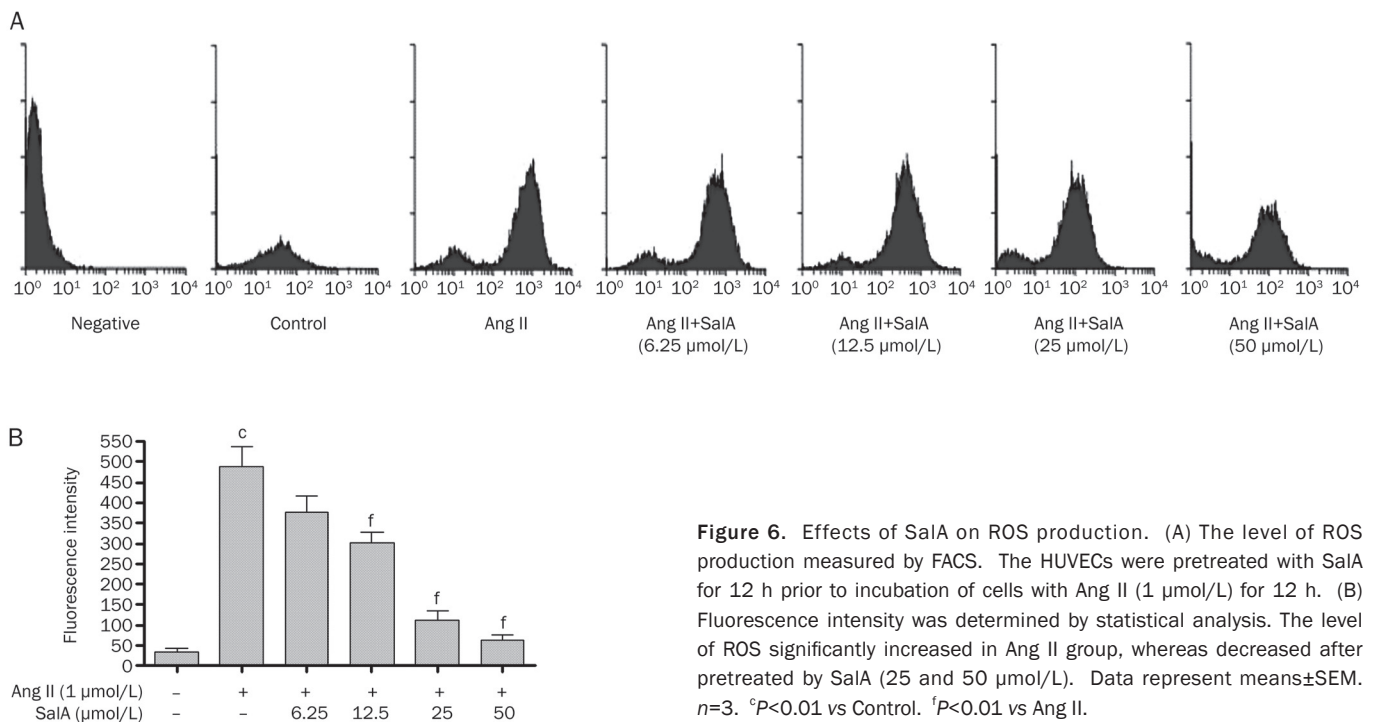 A
10⁰ 10¹ 10² 10³ 10⁴ 10⁰ 10¹ 10² 10³ 10⁴ 10⁰ 10¹ 10² 10³ 10⁴ 10⁰ 10¹ 10² 10³ 10⁴ 10⁰ 10¹ 10² 10³ 10⁴ 10⁰ 10¹ 10² 10³ 10⁴ 10⁰ 10¹ 10² 10³ 10⁴
Negative Control Ang II Ang II+SalA Ang II+SalA Ang II+SalA Ang II+SalA
(6.25 µmol/L) (12.5 µmol/L) (25 µmol/L) (50 µmol/L)
B
Fluorescence intensity
550
500
450
400
350
300
250
200
150
100
50
0
c
f
f
f
Ang II (1 µmol/L) – + + + + +
SalA (µmol/L) – – 6.25 12.5 25 50
Figure 6. Effects of SalA on ROS production. (A) The level of ROS
production measured by FACS. The HUVECs were pretreated with SalA
for 12 h prior to incubation of cells with Ang II (1 µmol/L) for 12 h. (B)
Fluorescence intensity was determined by statistical analysis. The level
of ROS significantly increased in Ang II group, whereas decreased after
pretreated by SalA (25 and 50 µmol/L). Data represent means±SEM.
n=3. ᶜP<0.01 vs Control. ᶠP<0.01 vs Ang II.